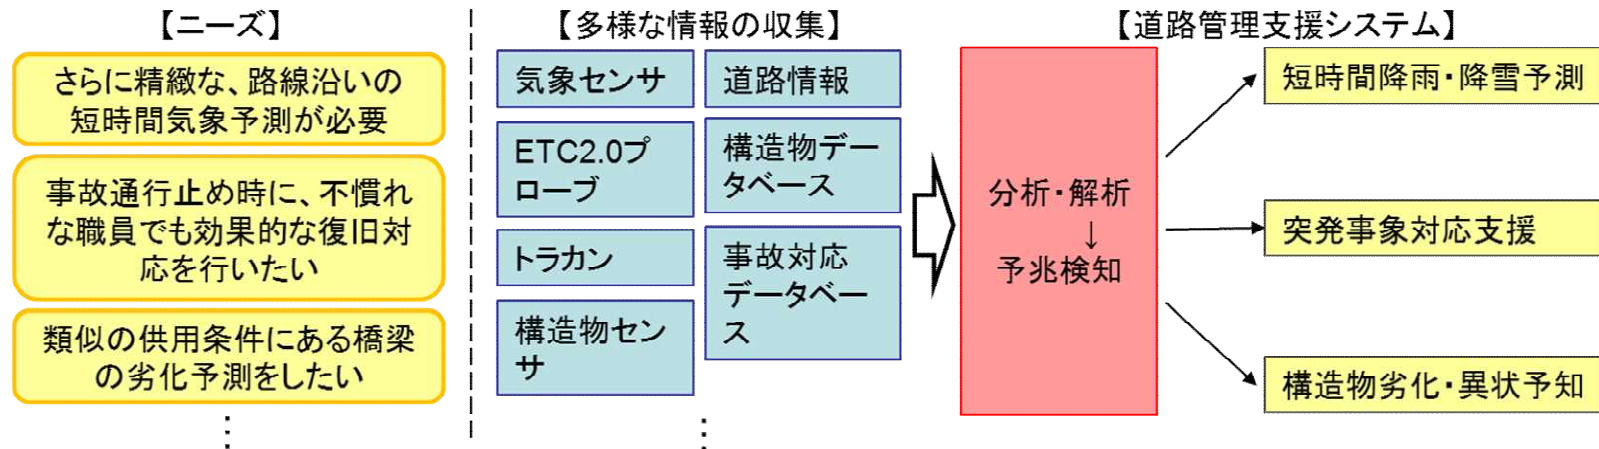 【ニーズ】
さらに精緻な、路線沿いの
短時間気象予測が必要
事故通行止め時に、不慣れ
な職員でも効果的な復旧対
応を行いたい
類似の供用条件にある橋梁
の劣化予測をしたい
⋮
【多様な情報の収集】
気象センサ
ETC2.0プ
ローブ
トラカン
構造物セン
サ
道路情報
構造物デー
タベース
事故対応
データベー
ス
⋮
【道路管理支援システム】
分析・解析
↓
予兆検知
短時間降雨・降雪予測
突発事象対応支援
構造物劣化・異状予知